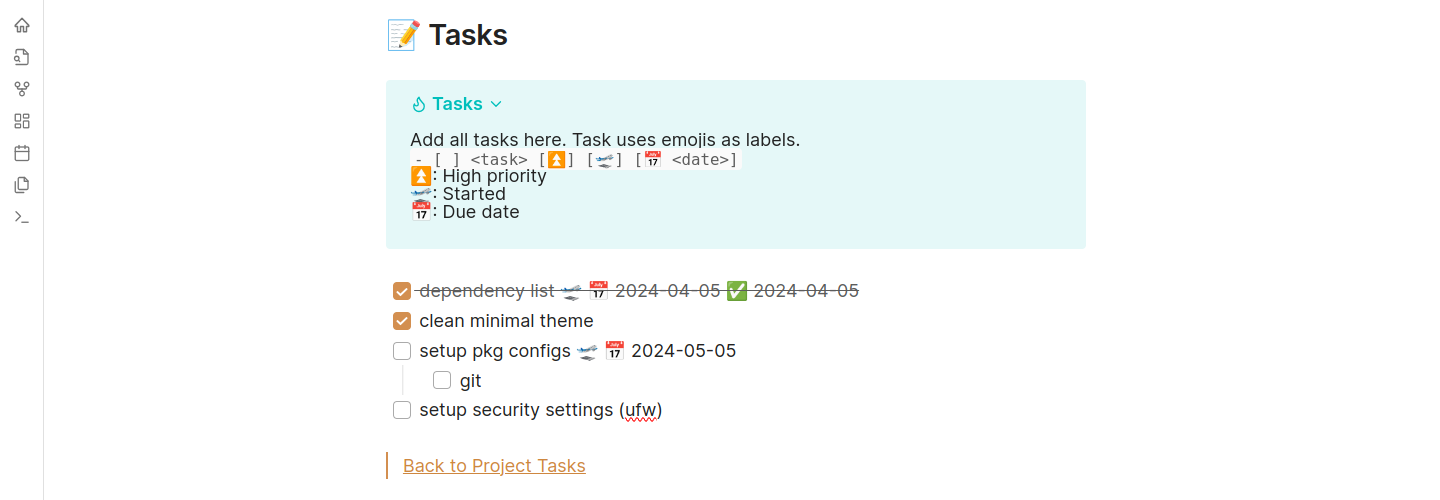 📝 Tasks
Tasks
Add all tasks here. Task uses emojis as labels.
- [ ] <task> [⏫] [🛫] [📅 <date>]
⏫: High priority
🛫: Started
📅: Due date
dependency list 🛫 📅 2024-04-05 ✅ 2024-04-05
clean minimal theme
setup pkg configs 🛫 📅 2024-05-05
git
setup security settings (ufw)
Back to Project Tasks